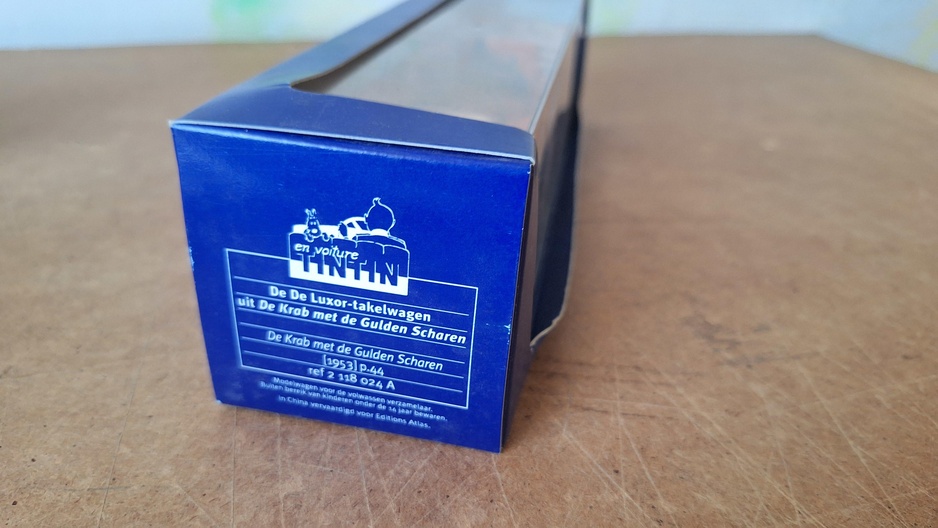 en voiture
TINTIN
De De Luxor-takelwagen
uit De Krab met de Gulden Scharen
De Krab met de Gulden Scharen
[1953] p.44
ref 2 118 024 A
Modelwagen voor de volwassen verzamelaar.
Buiten bereik van kinderen onder de 14 jaar bewaren.
In China vervaardigd voor Editions Atlas.